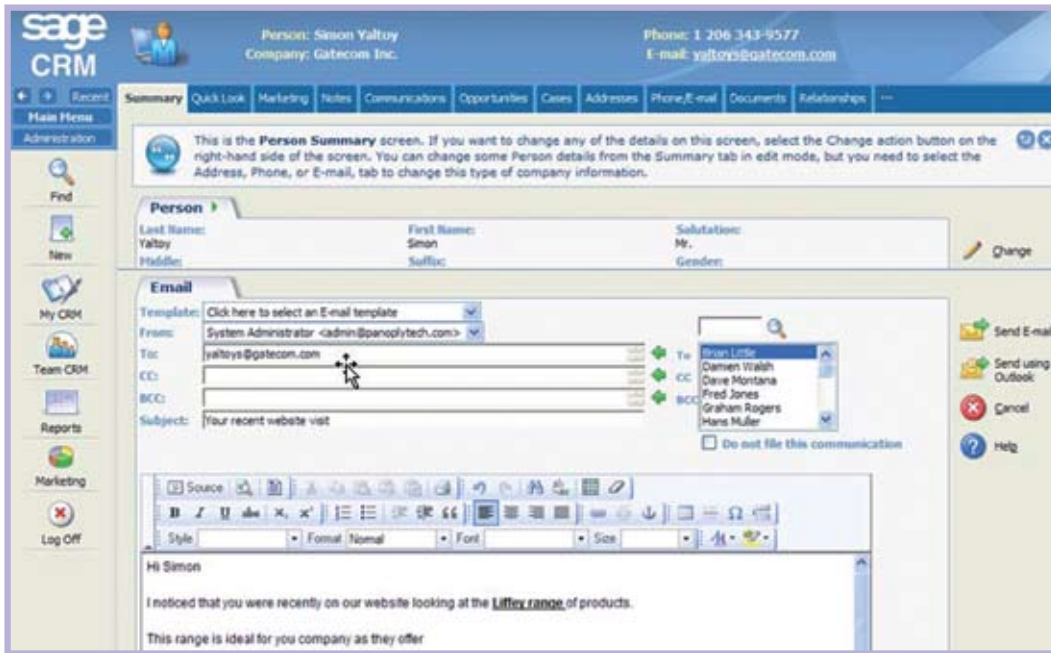 sage
CRM
Person: Simon Yaltoy
Company: Gatecom Inc.
Phone: 1 206 343-9577
E-mail: yaltoys@gatecom.com
Recent
Main Menu
Administration
Summary Quick Look Marketing Notes Communications Opportunities Cases Addresses Phone/E-mail Documents Relationships ...
This is the Person Summary screen. If you want to change any of the details on this screen, select the Change action button on the
right-hand side of the screen. You can change some Person details from the Summary tab in edit mode, but you need to select the
Address, Phone, or E-mail, tab to change this type of company information.
Find
New
My CRM
Team CRM
Reports
Marketing
Log Off
Person
Last Name: First Name: Salutation:
Yaltoy Simon Mr.
Middle: Suffix: Gender:
Change
Email
Template: Click here to select an E-mail template
From: System Administrator <admin@panoplytech.com>
To: yaltoys@gatecom.com
CC:
BCC:
Subject: Your recent website visit
To
CC
BCC
Brian Little
Damien Walsh
Dave Montana
Fred Jones
Graham Rogers
Hans Muller
Do not file this communication
Send E-mail
Send using
Outlook
Cancel
Help
Source
B I U abc x, x'
Style Format Normal Font Size
Hi Simon
I noticed that you were recently on our website looking at the Liffey range of products.
This range is ideal for you company as they offer